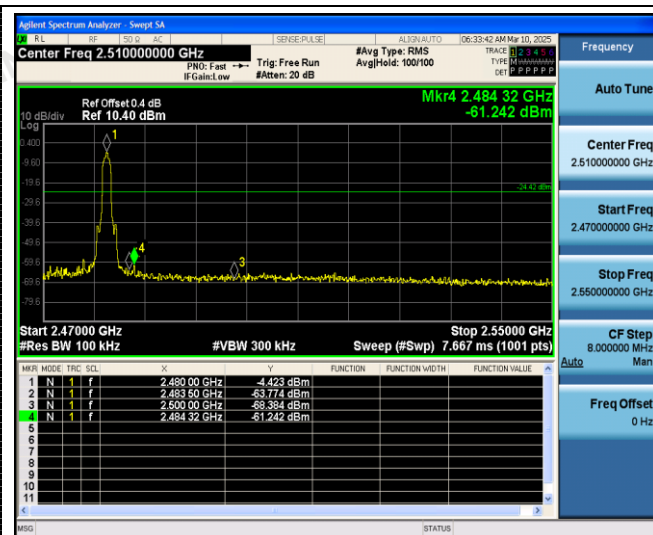 Agilent Spectrum Analyzer - Swept SA
RL RF 50 Ω AC SENSE:PULSE ALIGNAUTO 06:33:42 AM Mar 10, 2025
Center Freq 2.510000000 GHz
PNO: Fast
IFGain:Low
Trig: Free Run
#Atten: 20 dB
#Avg Type: RMS
Avg|Hold: 100/100
TRACE 1 2 3 4 5 6
TYPE M
DET P P P P P P
Frequency
Auto Tune
Center Freq
2.510000000 GHz
Start Freq
2.470000000 GHz
Stop Freq
2.550000000 GHz
CF Step
8.000000 MHz
Auto Man
Freq Offset
0 Hz
Mkr4 2.484 32 GHz
-61.242 dBm
Ref Offset 0.4 dB
Ref 10.40 dBm
10 dB/div
Log
0.400
-9.60
-19.6
-29.6
-39.6
-49.6
-59.6
-69.6
-79.6
-24.42 dBm
1
4
3
Start 2.47000 GHz Stop 2.55000 GHz
#Res BW 100 kHz #VBW 300 kHz Sweep (#Swp) 7.667 ms (1001 pts)
MKR MODE TRC SCL X Y FUNCTION FUNCTION WIDTH FUNCTION VALUE
1 N 1 f 2.480 00 GHz -4.423 dBm
2 N 1 f 2.483 50 GHz -63.774 dBm
3 N 1 f 2.500 00 GHz -68.384 dBm
4 N 1 f 2.484 32 GHz -61.242 dBm
5
6
7
8
9
10
11
MSG STATUS